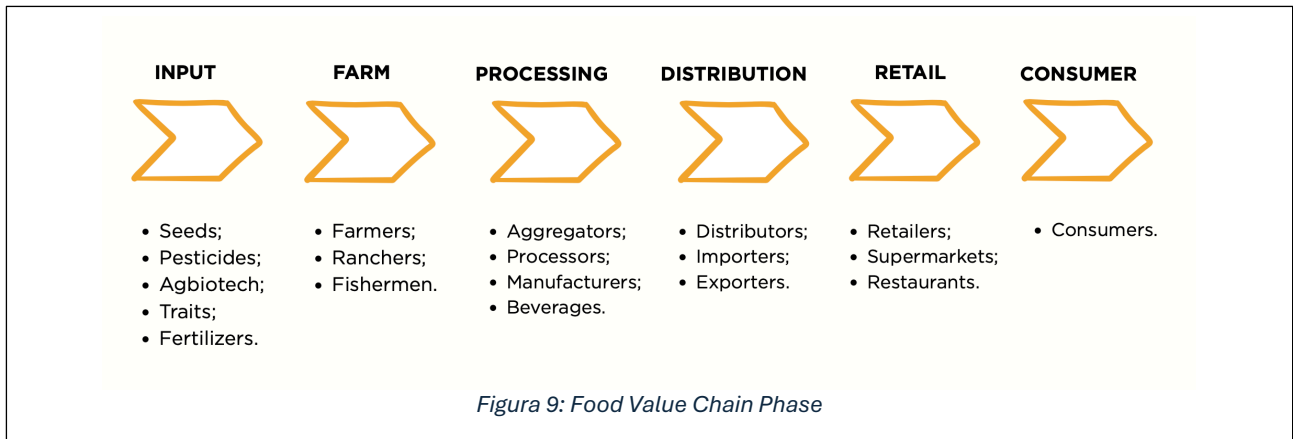 INPUT
FARM
PROCESSING
DISTRIBUTION
RETAIL
CONSUMER
• Seeds;
• Pesticides;
• Agbiotech;
• Traits;
• Fertilizers.
• Farmers;
• Ranchers;
• Fishermen.
• Aggregators;
• Processors;
• Manufacturers;
• Beverages.
• Distributors;
• Importers;
• Exporters.
• Retailers;
• Supermarkets;
• Restaurants.
• Consumers.
Figura 9: Food Value Chain Phase